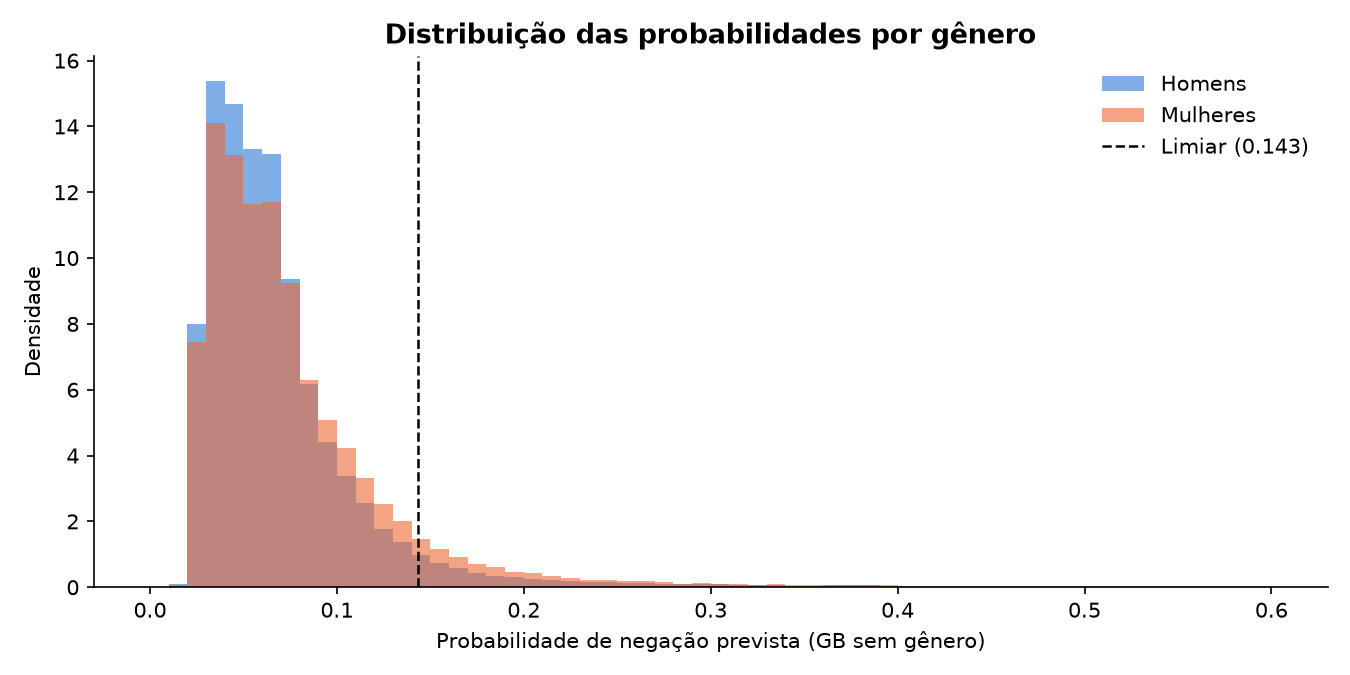 Distribuição das probabilidades por gênero
Homens
Mulheres
Limiar (0.143)
Densidade
16
14
12
10
8
6
4
2
0
0.0 0.1 0.2 0.3 0.4 0.5 0.6
Probabilidade de negação prevista (GB sem gênero)